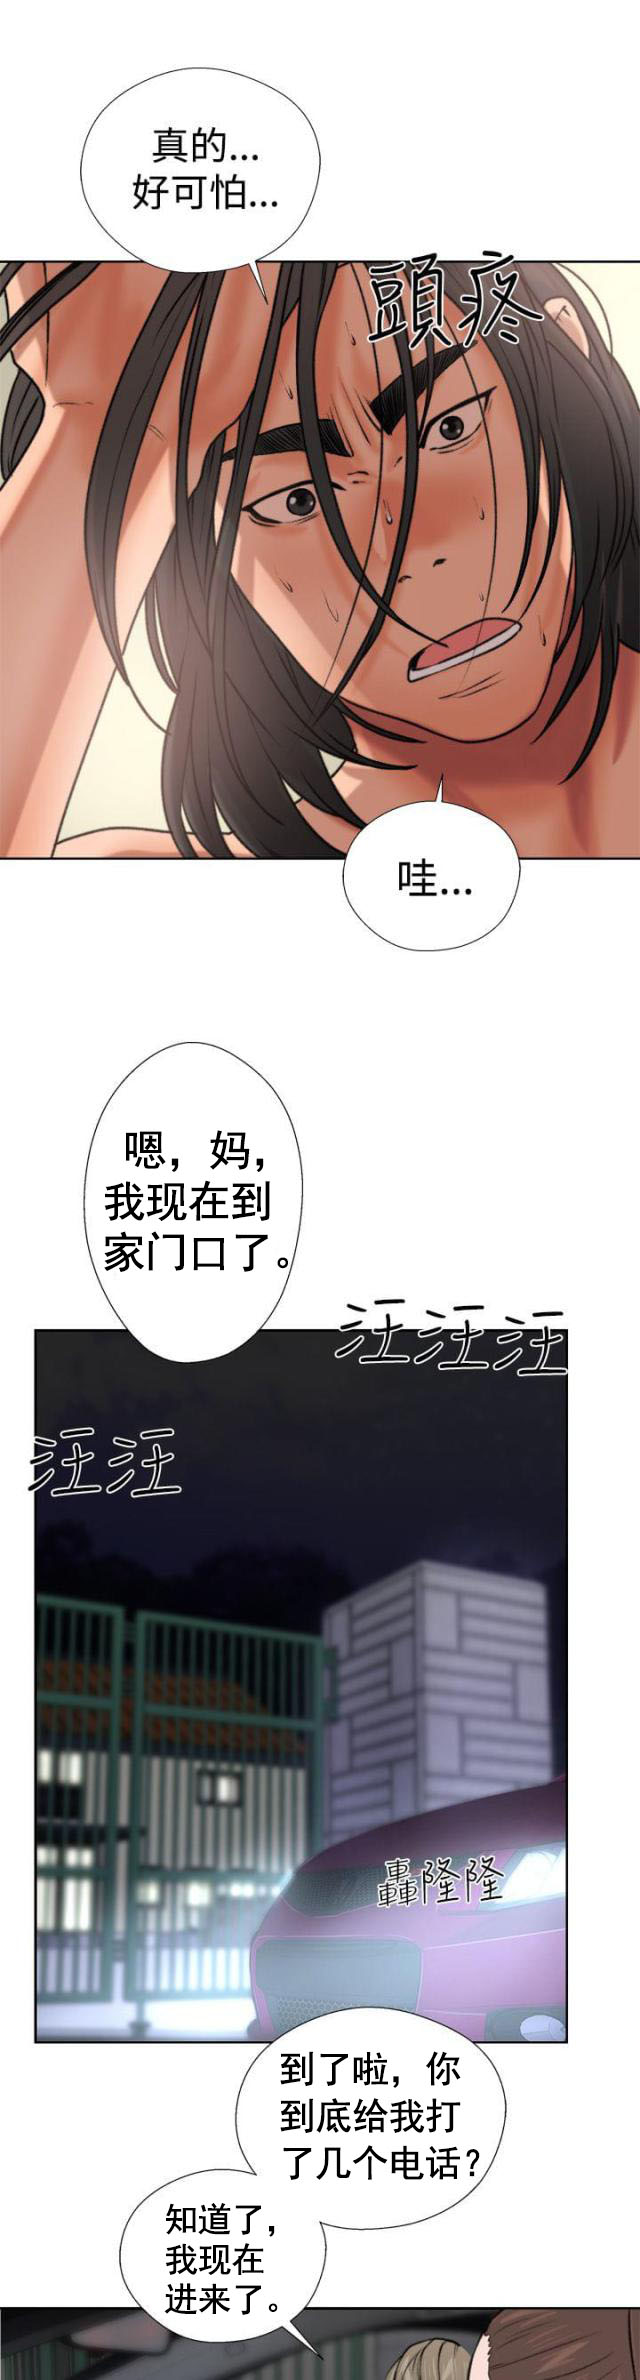 真的...
好可怕...
頭疼
哇...
嗯，妈，
我现在到
家门口了。
汪汪汪
汪汪
轟隆隆
到了啦，你
到底给我打
了几个电话？
知道了，
我现在
进来了。